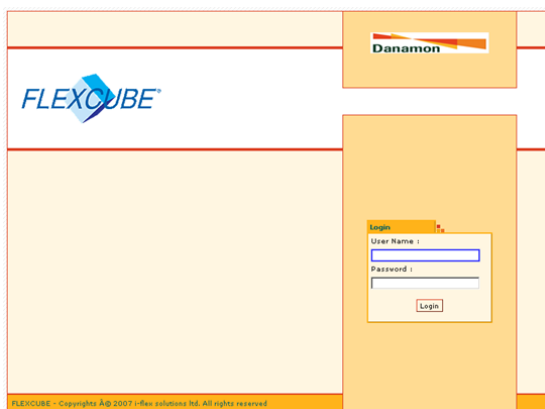 Danamon
FLEXCUBE®
Login
User Name :
Password :
Login
FLEXCUBE - Copyrights Â© 2007 i-flex solutions ltd. All rights reserved